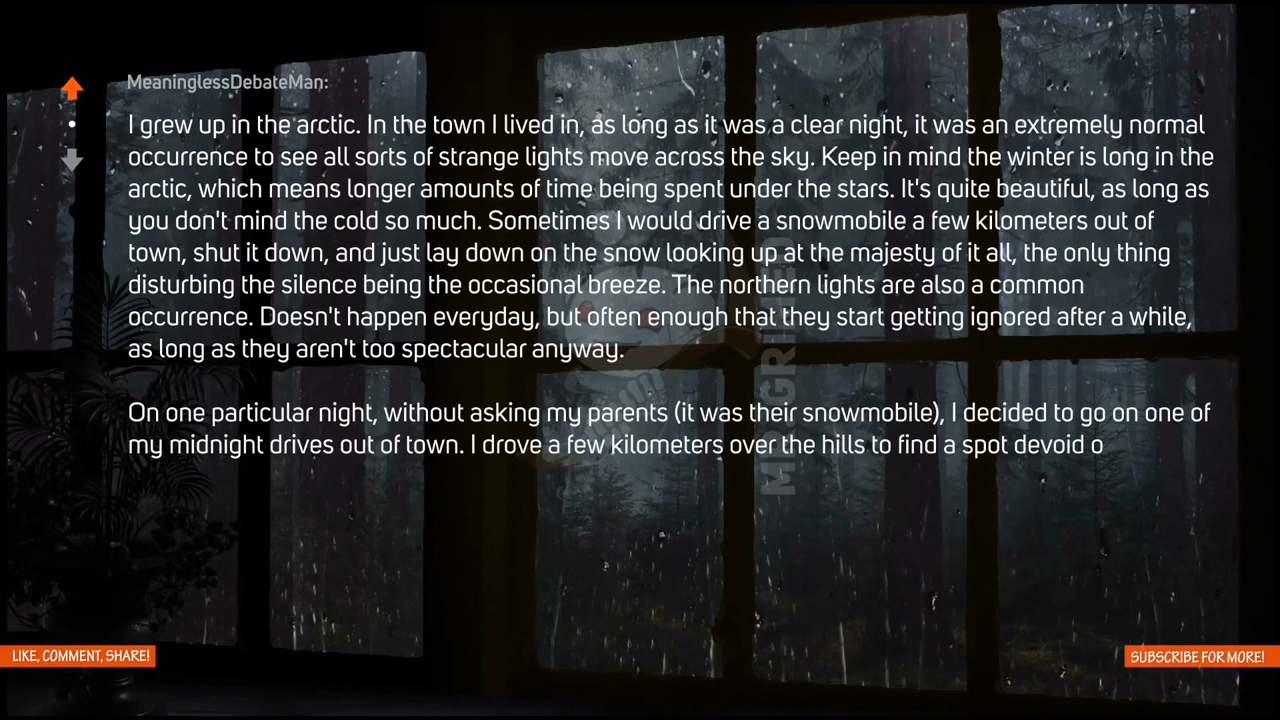 MeaninglessDebateMan:
I grew up in the arctic. In the town I lived in, as long as it was a clear night, it was an extremely normal
occurrence to see all sorts of strange lights move across the sky. Keep in mind the winter is long in the
arctic, which means longer amounts of time being spent under the stars. It's quite beautiful, as long as
you don't mind the cold so much. Sometimes I would drive a snowmobile a few kilometers out of
town, shut it down, and just lay down on the snow looking up at the majesty of it all, the only thing
disturbing the silence being the occasional breeze. The northern lights are also a common
occurrence. Doesn't happen everyday, but often enough that they start getting ignored after a while,
as long as they aren't too spectacular anyway.
On one particular night, without asking my parents (it was their snowmobile), I decided to go on one of
my midnight drives out of town. I drove a few kilometers over the hills to find a spot devoid o
LIKE, COMMENT, SHARE!
SUBSCRIBE FOR MORE!